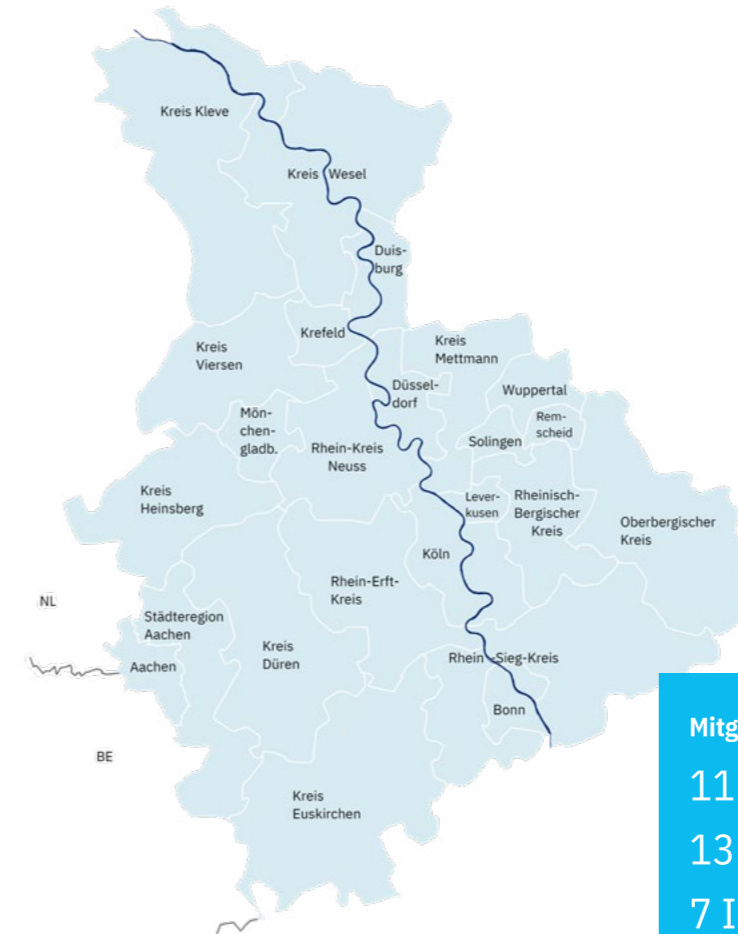 Kreis Kleve
Kreis Wesel
Duis-
burg
Krefeld
Kreis
Viersen
Kreis
Mettmann
Düssel-
dorf
Wuppertal
Mön-
chen-
gladb.
Rem-
scheid
Solingen
Rhein-Kreis
Neuss
Kreis
Heinsberg
Lever-
kusen
Rheinisch-
Bergischer
Kreis
Oberbergischer
Kreis
Köln
Rhein-Erft-
Kreis
NL
Städteregion
Aachen
Kreis
Düren
Aachen
Rhein-Sieg-Kreis
Bonn
BE
Kreis
Euskirchen
Mitg
11
13
7 I